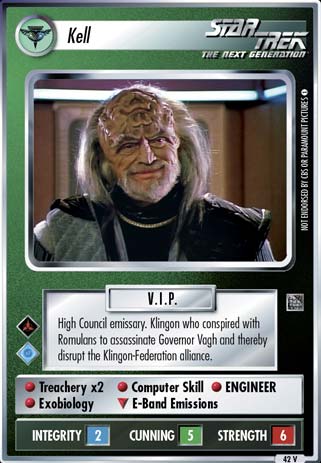 Kell
STAR TREK
THE NEXT GENERATION
NOT ENDORSED BY CBS OR PARAMOUNT PICTURES
V.I.P.
High Council emissary. Klingon who conspired with
Romulans to assassinate Governor Vagh and thereby
disrupt the Klingon-Federation alliance.
Treachery x2 Computer Skill ENGINEER
Exobiology E-Band Emissions
INTEGRITY 2 CUNNING 5 STRENGTH 6
42 V